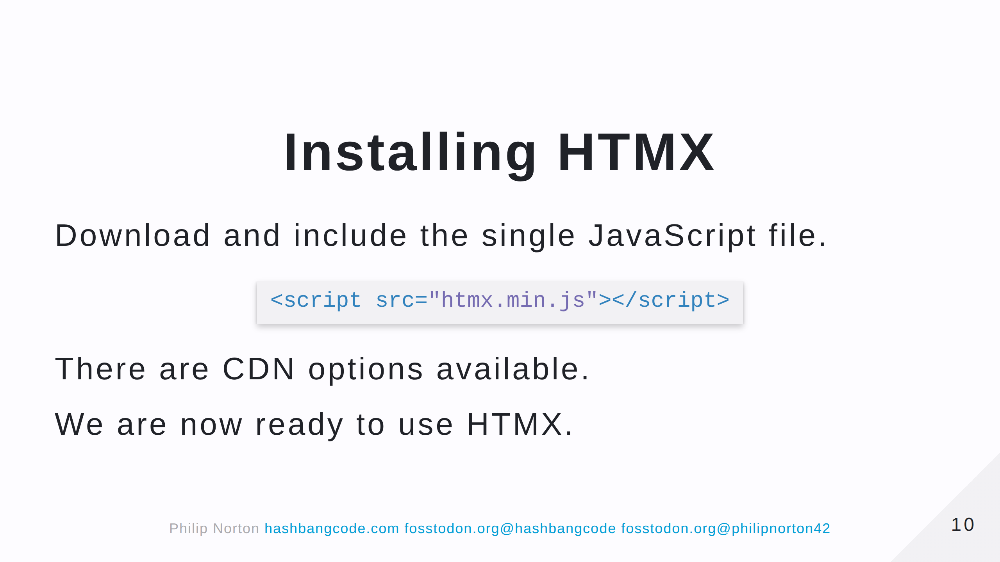 Installing HTMX
Download and include the single JavaScript file.
<script src="htmx.min.js"></script>
There are CDN options available.
We are now ready to use HTMX.
Philip Norton hashbangcode.com fosstodon.org@hashbangcode fosstodon.org@philipnorton42
10